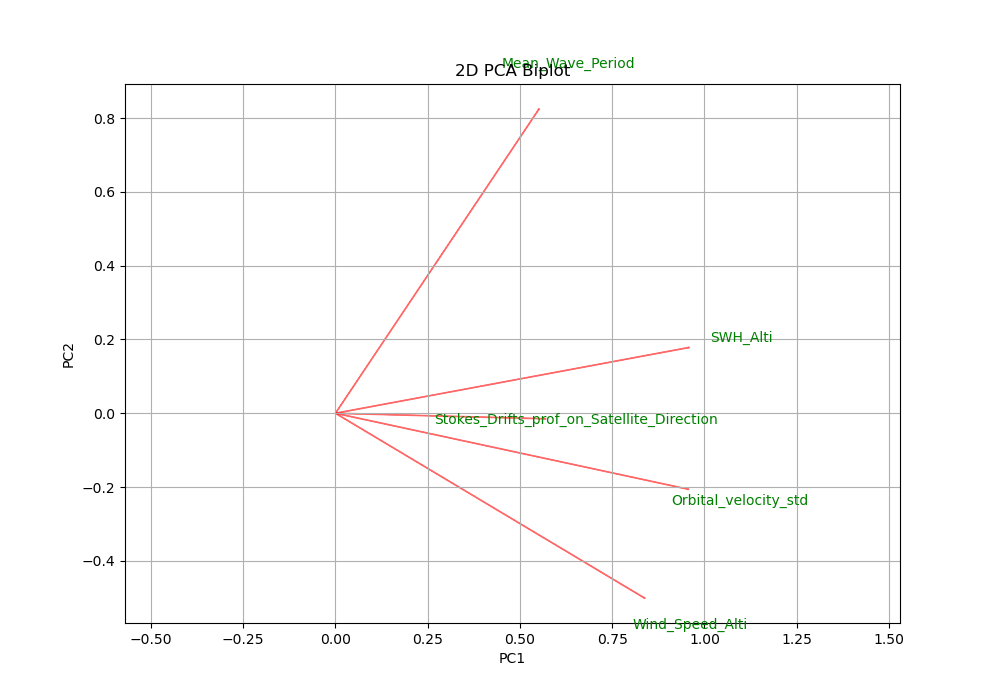 Mean_Wave_Period
2D PCA Biplot
0.8
0.6
0.4
SWH_Alti
0.2
PC2
0.0
Stokes_Drifts_prof_on_Satellite_Direction
−0.2
Orbital_velocity_std
−0.4
Wind_Speed_Alti
−0.50 −0.25 0.00 0.25 0.50 0.75 1.00 1.25 1.50
PC1